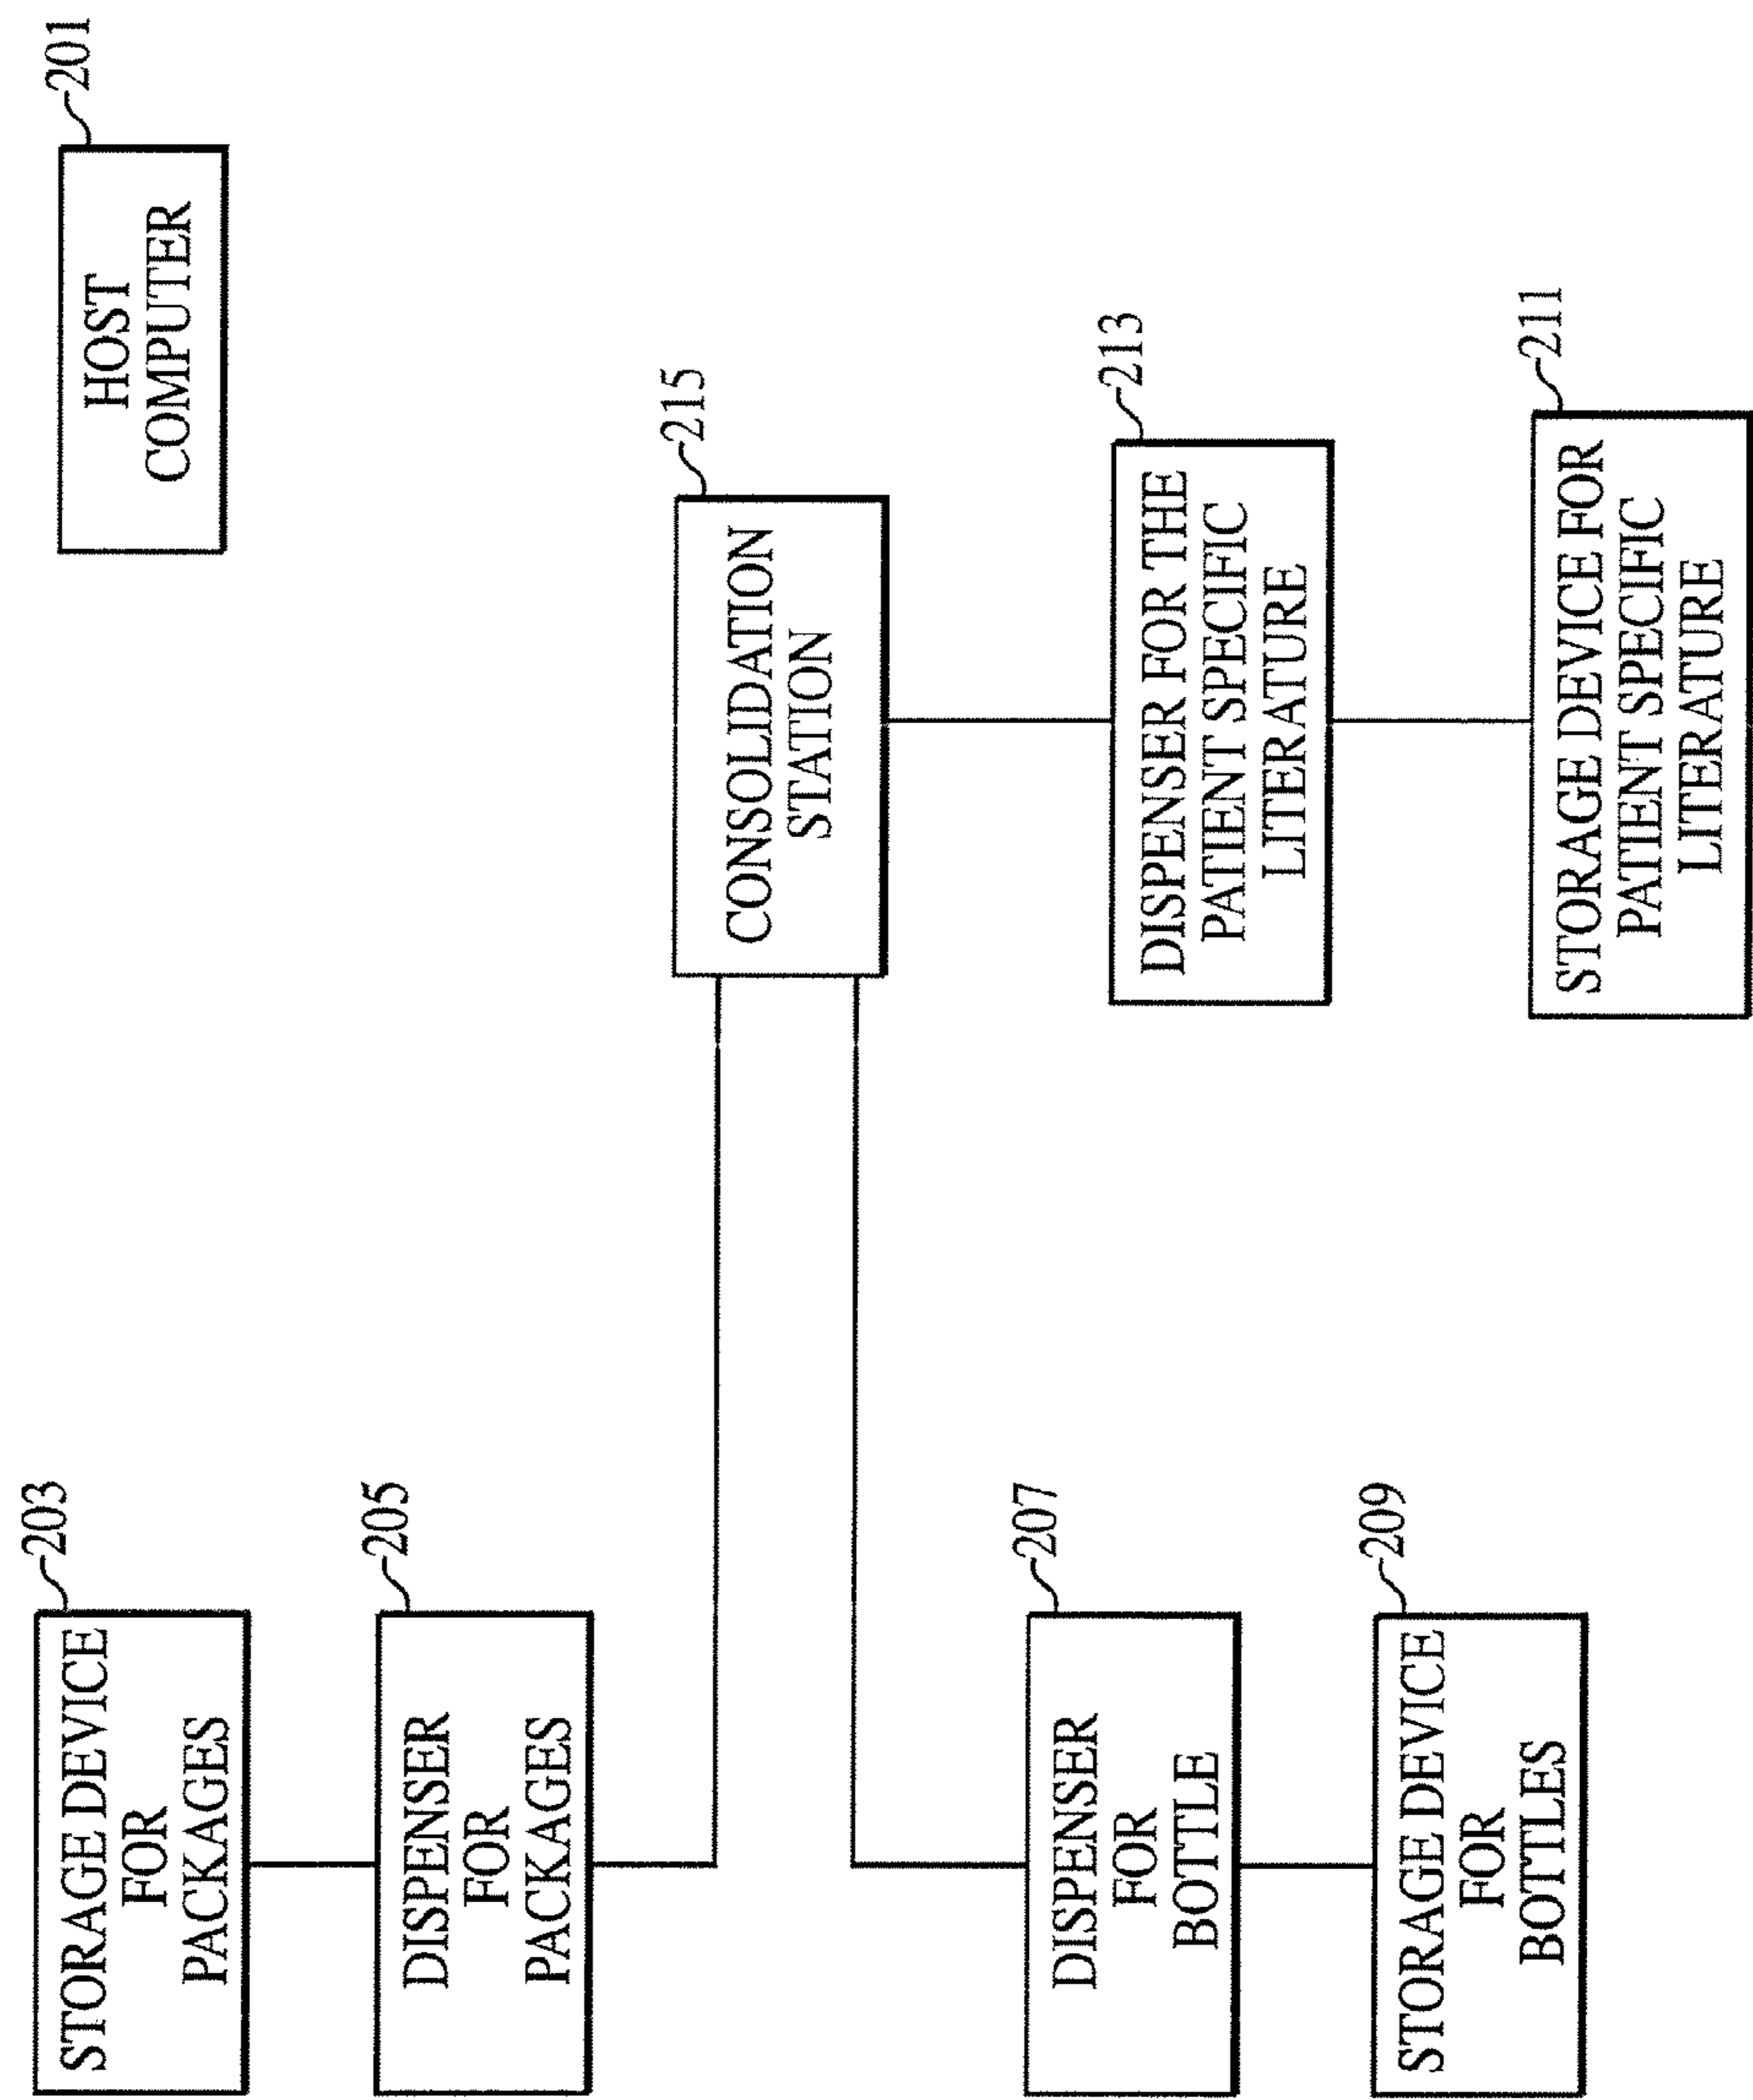 201
HOST
COMPUTER
203
STORAGE DEVICE
FOR
PACKAGES
205
DISPENSER
FOR
PACKAGES
215
CONSOLIDATION
STATION
207
DISPENSER
FOR
BOTTLE
209
STORAGE DEVICE
FOR
BOTTLES
213
DISPENSER FOR THE
PATIENT SPECIFIC
LITERATURE
211
STORAGE DEVICE FOR
PATIENT SPECIFIC
LITERATURE